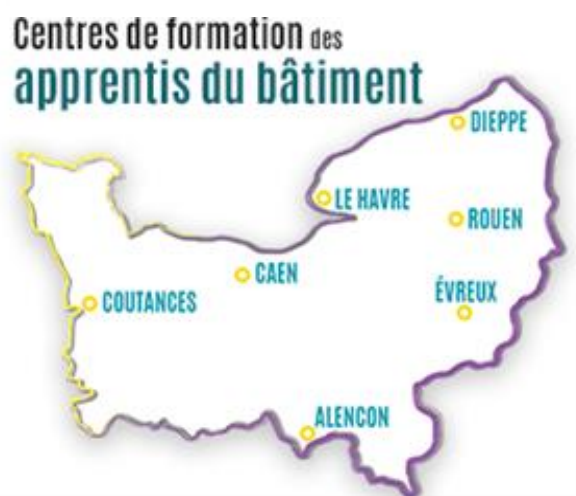 Centres de formation des
apprentis du bâtiment
DIEPPE
LE HAVRE
ROUEN
CAEN
ÉVREUX
COUTANCES
ALENCON